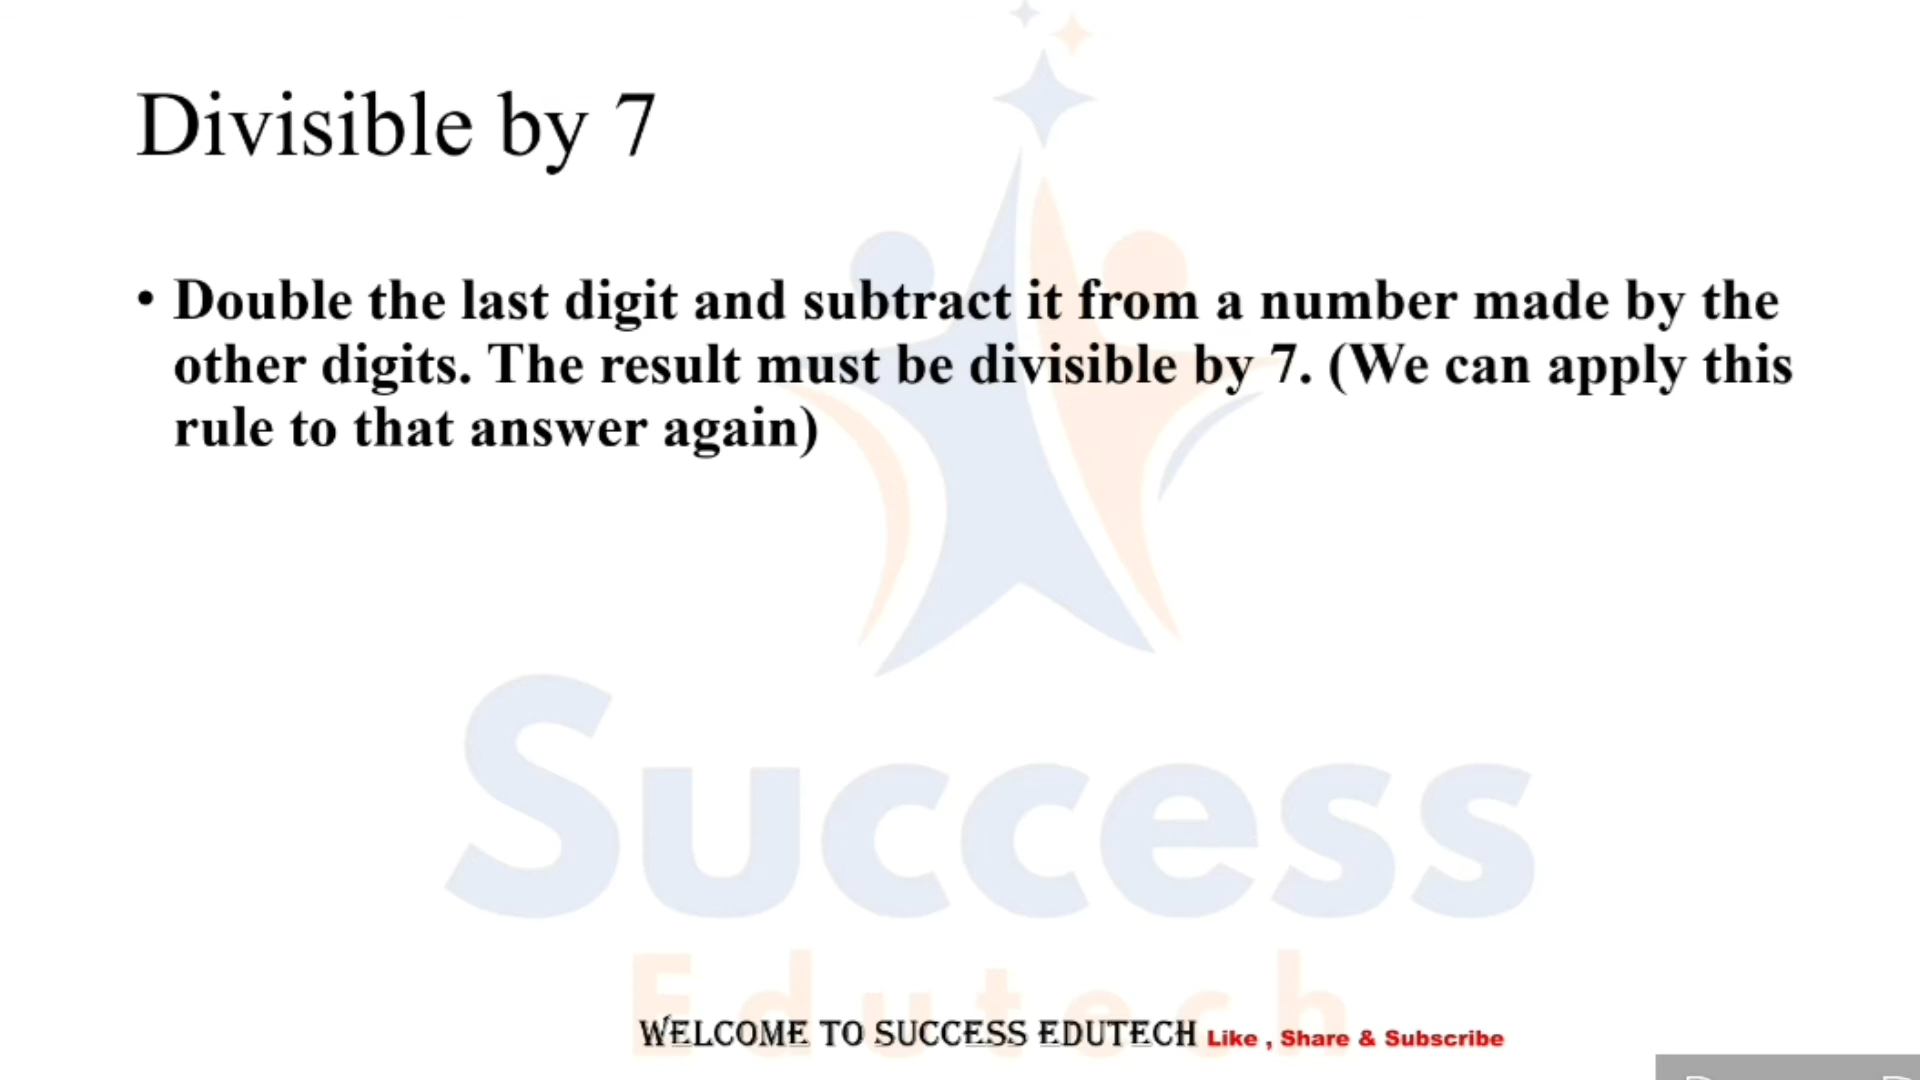 Divisible by 7
• Double the last digit and subtract it from a number made by the
other digits. The result must be divisible by 7. (We can apply this
rule to that answer again)
Success
Edutech
WELCOME TO SUCCESS EDUTECH Like , Share & Subscribe